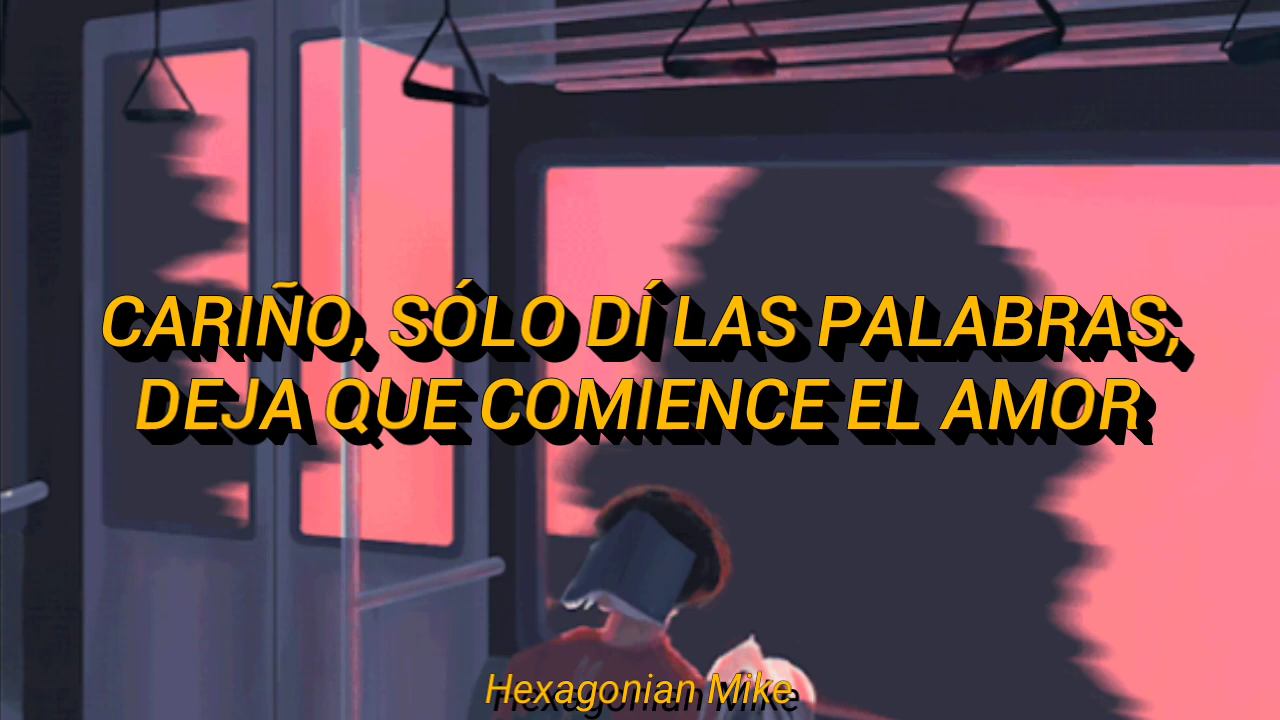 CARIÑO, SÓLO DÍ LAS PALABRAS,
DEJA QUE COMIENCE EL AMOR
Hexagonian Mike